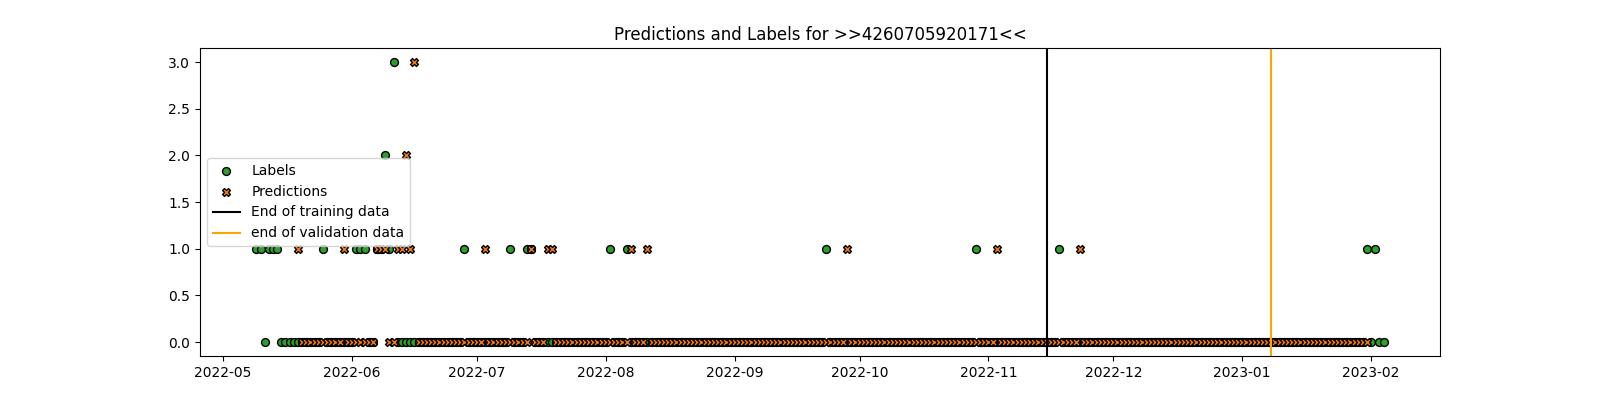 Predictions and Labels for >>4260705920171<<
3.0
2.5
2.0
1.5
1.0
0.5
0.0
Labels
Predictions
End of training data
end of validation data
2022-05 2022-06 2022-07 2022-08 2022-09 2022-10 2022-11 2022-12 2023-01 2023-02